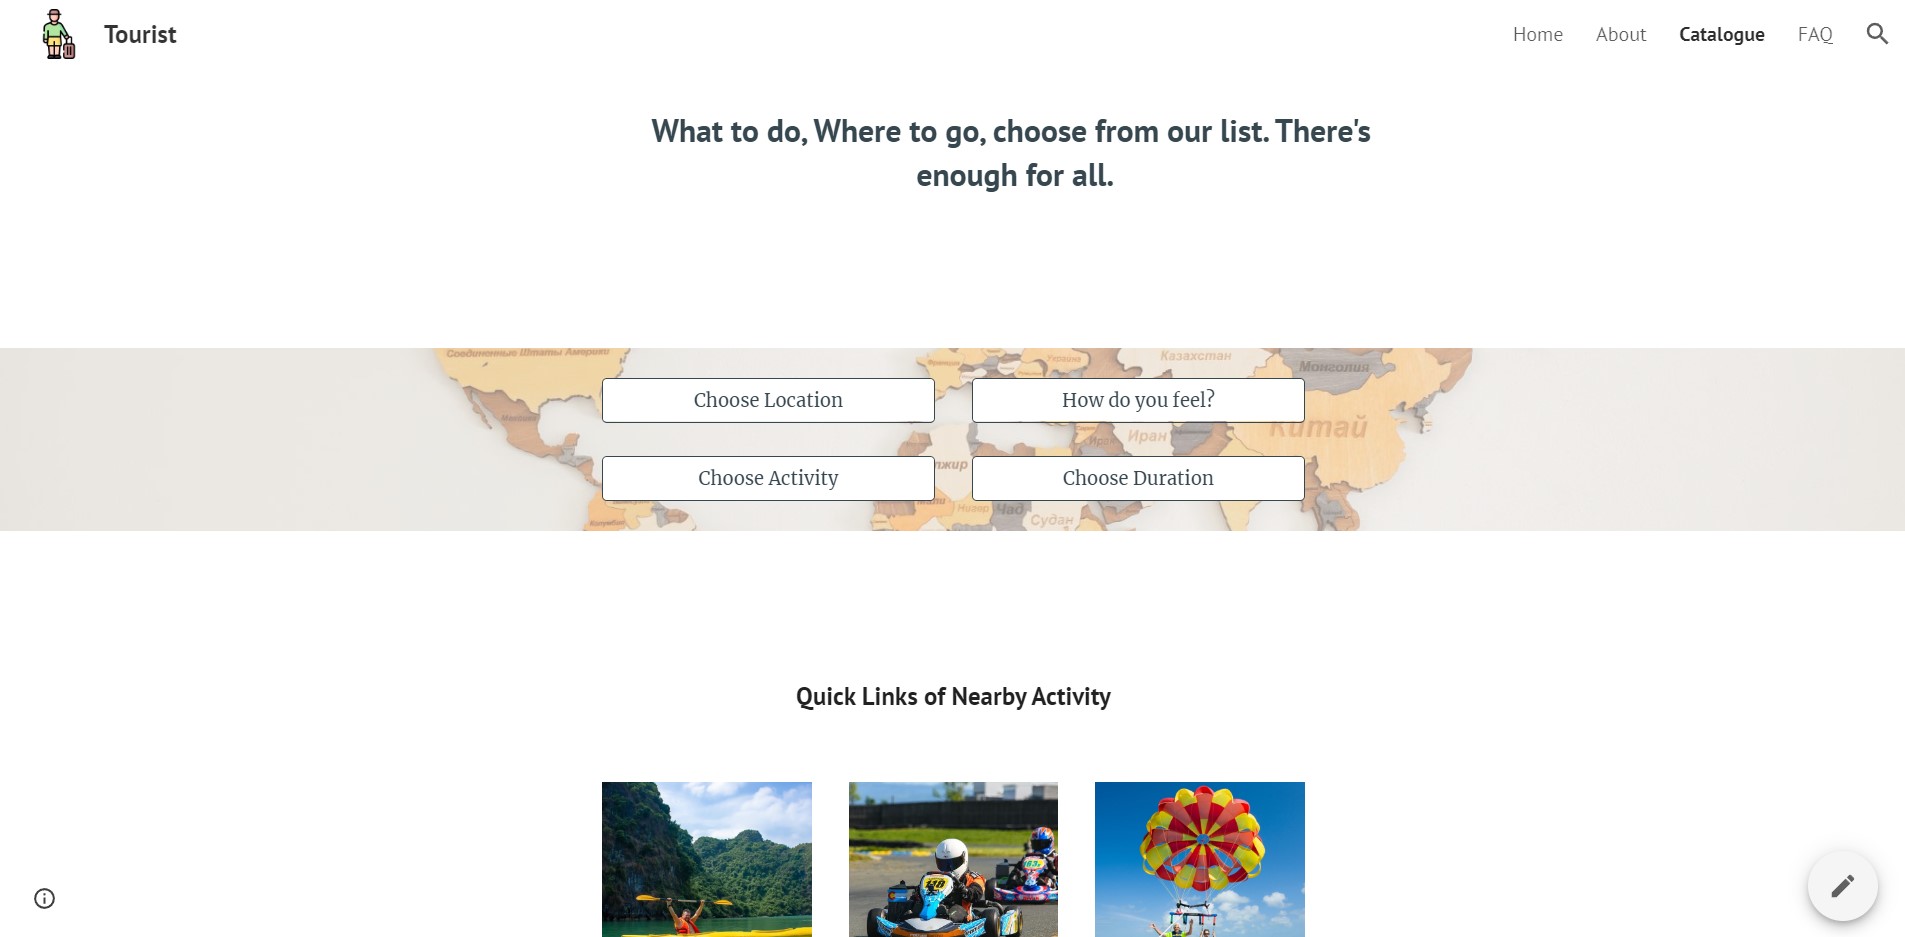 Tourist
Home
About
Catalogue
FAQ
What to do, Where to go, choose from our list. There's
enough for all.
Соединенные Штаты Америки
Украина
Казахстан
Монголия
Choose Location
How do you feel?
Китай
Иран
Choose Activity
Choose Duration
Нигер
Чад
Судан
Quick Links of Nearby Activity